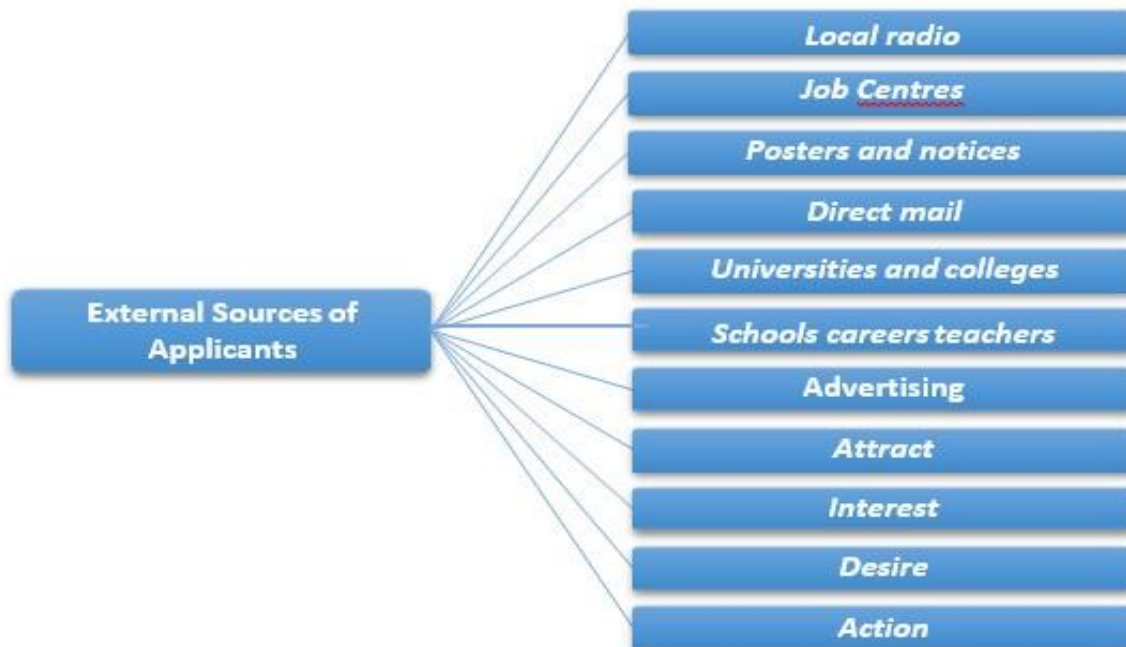 External Sources of
Applicants
Local radio
Job Centres
Posters and notices
Direct mail
Universities and colleges
Schools careers teachers
Advertising
Attract
Interest
Desire
Action